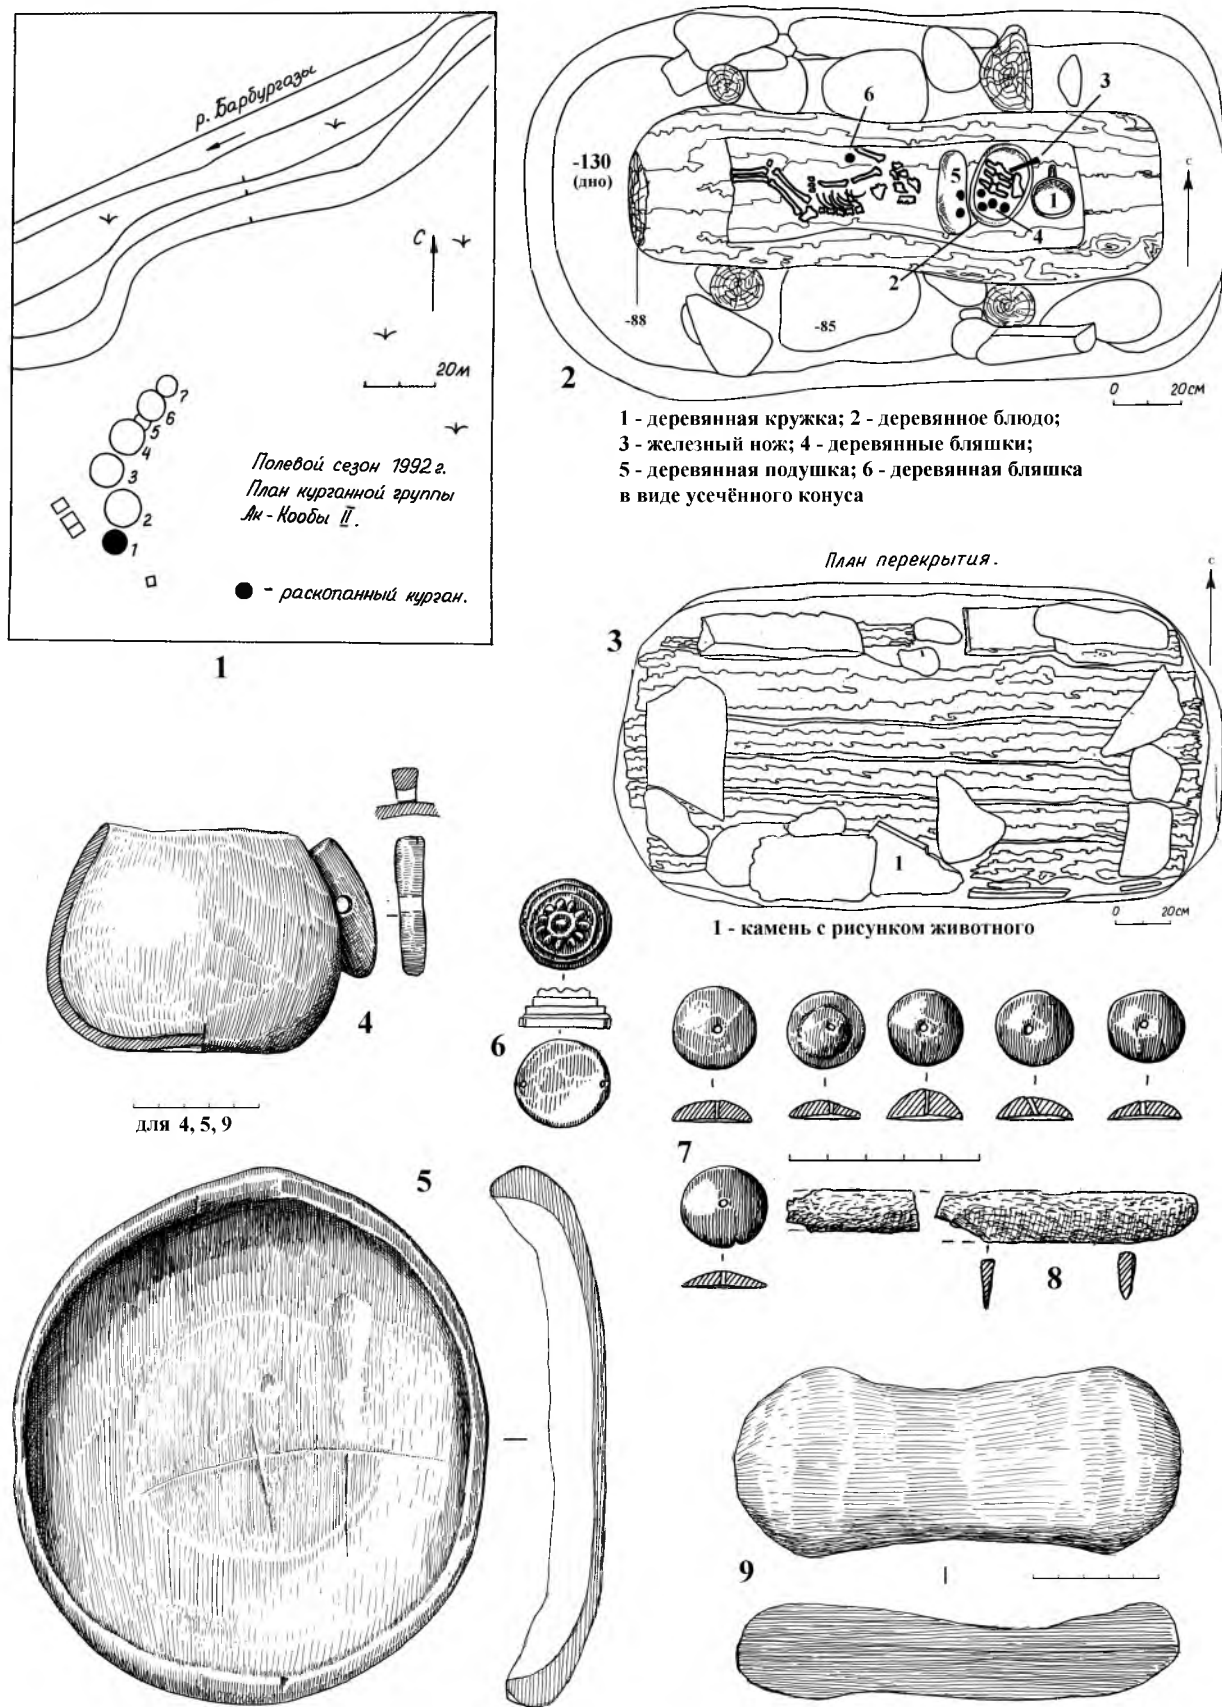 р. Барбургазы
С
20м
7
6
5
4
3
2
1
Полевой сезон 1992г.
План курганной группы
Ак-Кообы II.
- раскопанный курган.
1
3
6
-130
(дно)
5
1
4
2
-88
-85
с
2
0 20см
1 - деревянная кружка; 2 - деревянное блюдо;
3 - железный нож; 4 - деревянные бляшки;
5 - деревянная подушка; 6 - деревянная бляшка
в виде усечённого конуса
План перекрытия.
с
3
1
0 20см
1 - камень с рисунком животного
4
6
для 4, 5, 9
7
5
8
9